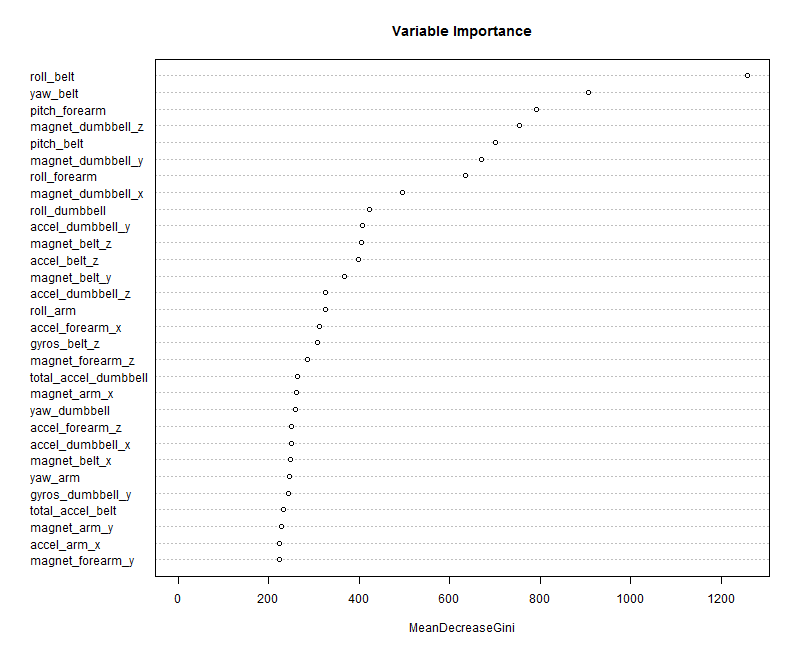 Variable Importance
roll_belt
yaw_belt
pitch_forearm
magnet_dumbbell_z
pitch_belt
magnet_dumbbell_y
roll_forearm
magnet_dumbbell_x
roll_dumbbell
accel_dumbbell_y
magnet_belt_z
accel_belt_z
magnet_belt_y
accel_dumbbell_z
roll_arm
accel_forearm_x
gyros_belt_z
magnet_forearm_z
total_accel_dumbbell
magnet_arm_x
yaw_dumbbell
accel_forearm_z
accel_dumbbell_x
magnet_belt_x
yaw_arm
gyros_dumbbell_y
total_accel_belt
magnet_arm_y
accel_arm_x
magnet_forearm_y
0 200 400 600 800 1000 1200
MeanDecreaseGini